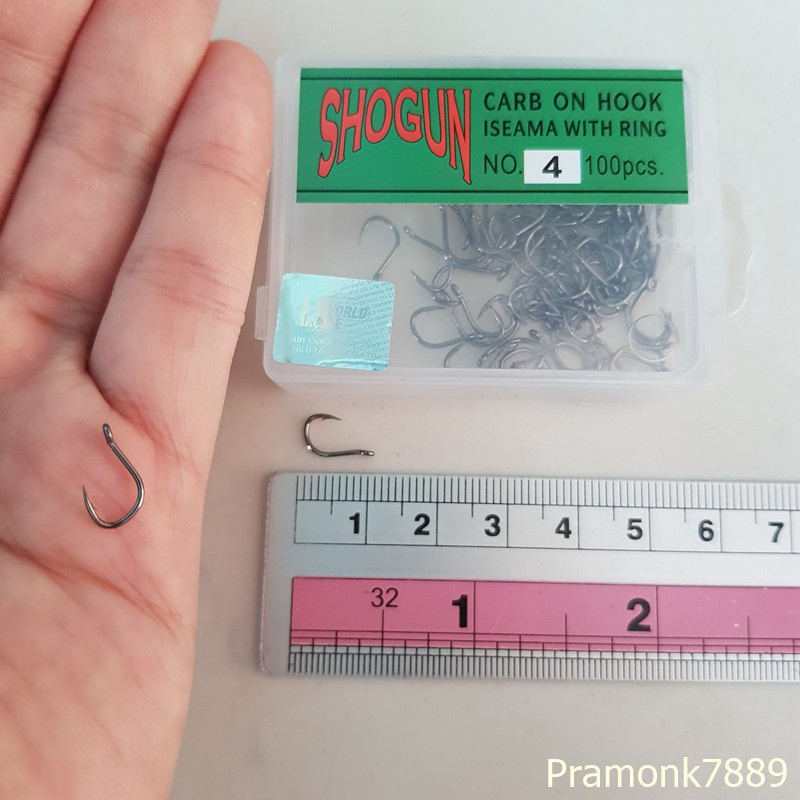 SHOGUN
CARB ON HOOK
ISEAMA WITH RING
NO. 4 100pcs.
WORLD
1 2 3 4 5 6 7
32 1 2
Pramonk7889